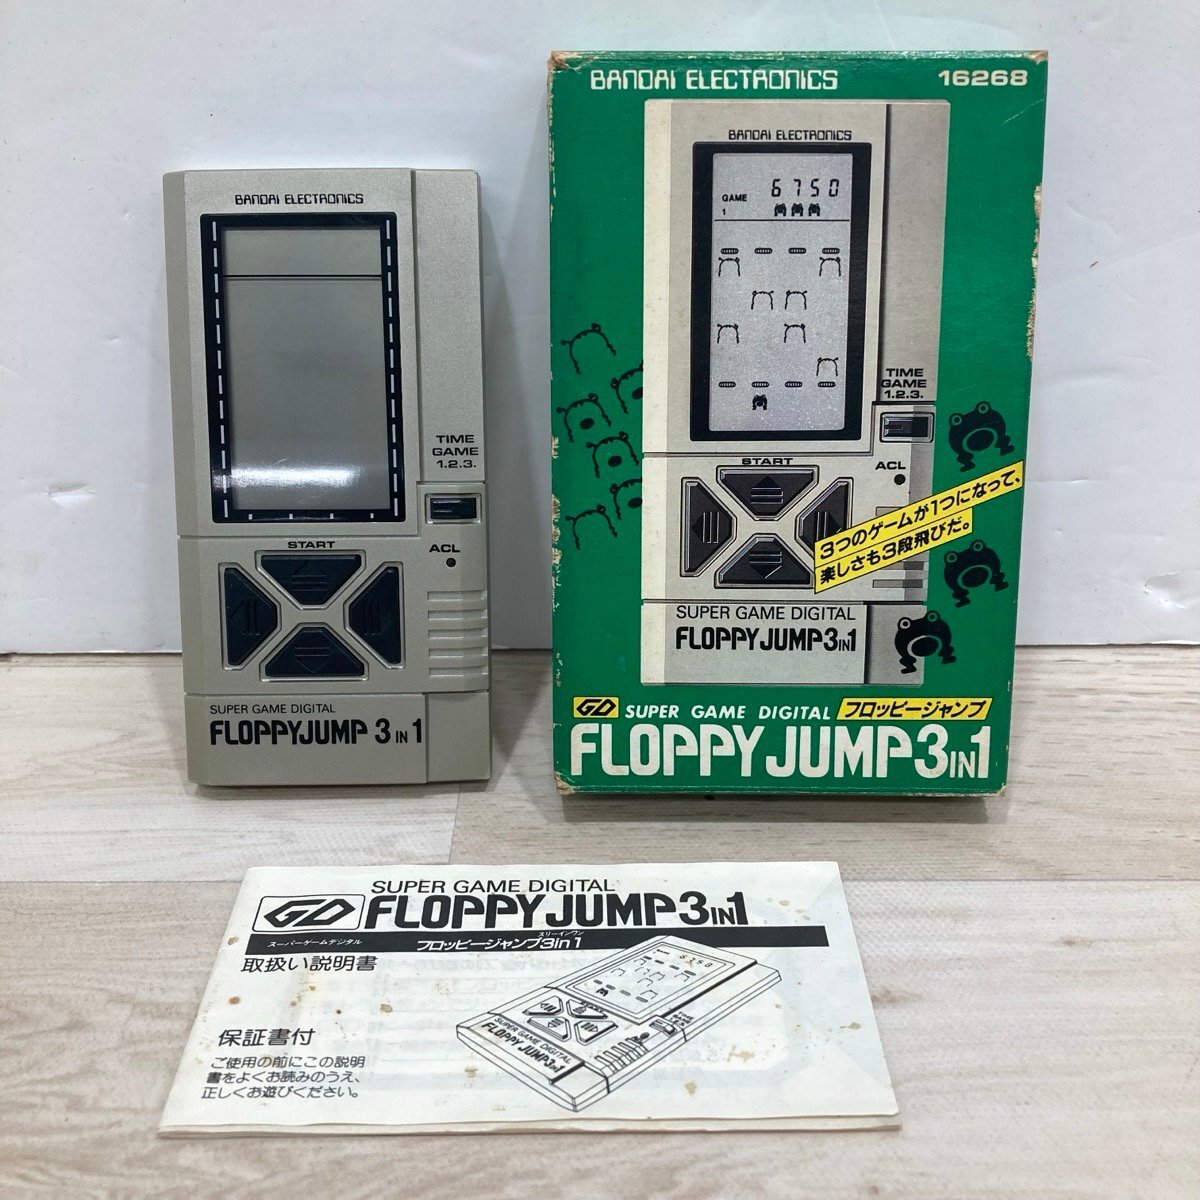 BANDAI ELECTRONICS
TIME
GAME
1.2.3.
START
ACL
SUPER GAME DIGITAL
FLOPPYJUMP 3 IN 1
BANDAI ELECTRONICS
16268
BANDAI ELECTRONICS
GAME
1
6750
TIME
GAME
1.2.3.
START
ACL
3つのゲームが1つになって、
楽しさも3段飛びだ。
SUPER GAME DIGITAL
FLOPPY JUMP 3 IN 1
GD SUPER GAME DIGITAL フロッピージャンプ
FLOPPY JUMP 3 IN 1
GD
SUPER GAME DIGITAL
FLOPPY JUMP 3 IN 1
スーパーゲームデジタル
スリーインワン
フロッピージャンプ3in1
取扱い説明書
保証書付
ご使用の前にこの説明
書をよくお読みのうえ、
正しくお遊びください。
6750
SUPER GAME DIGITAL
FLOPPY JUMP 3 IN 1